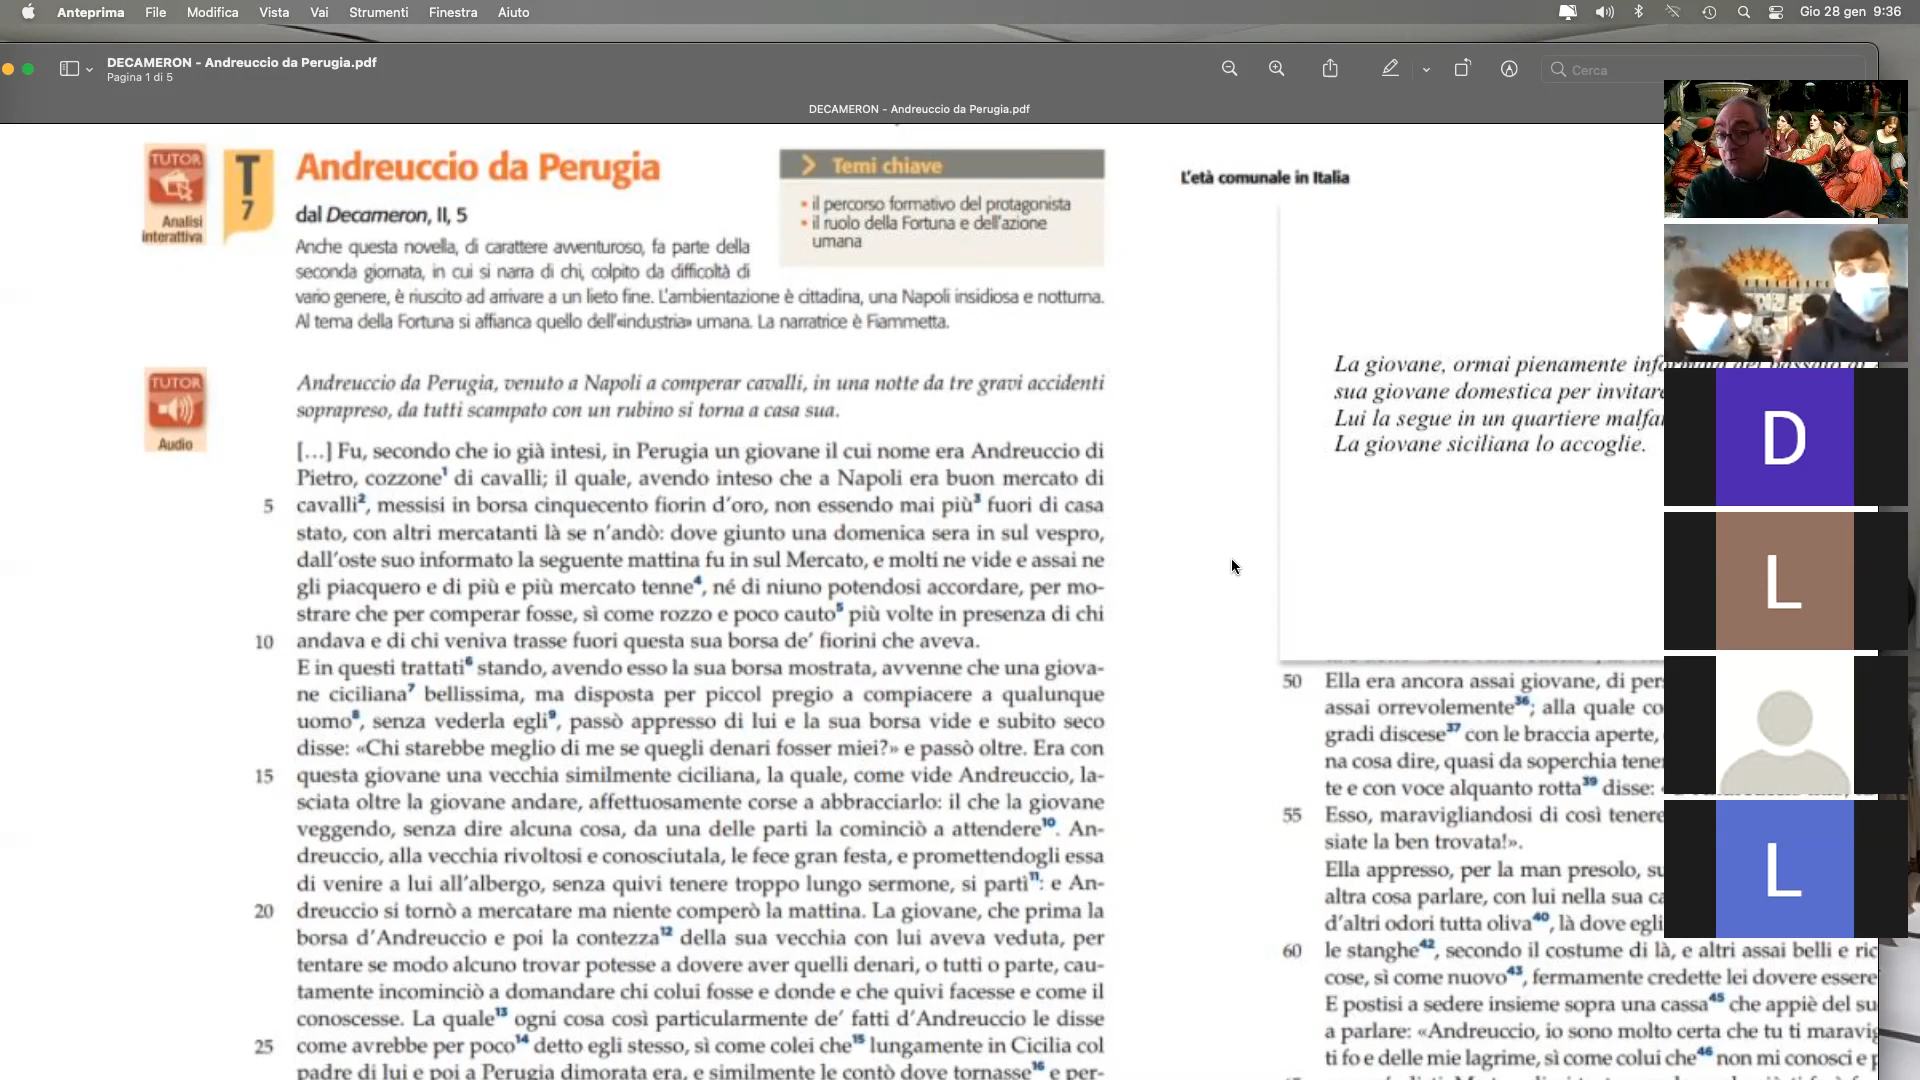 Anteprima File Modifica Vista Vai Strumenti Finestra Aiuto
Gio 28 gen 9:36
DECAMERON - Andreuccio da Perugia.pdf
Pagina 1 di 5
Cerca
DECAMERON - Andreuccio da Perugia.pdf
TUTOR
Analisi
interattiva
T
7
Andreuccio da Perugia
dal Decameron, II, 5
Temi chiave
• il percorso formativo del protagonista
• il ruolo della Fortuna e dell'azione
umana
Anche questa novella, di carattere avventuroso, fa parte della
seconda giornata, in cui si narra di chi, colpito da difficoltà di
vario genere, è riuscito ad arrivare a un lieto fine. L'ambientazione è cittadina, una Napoli insidiosa e notturna.
Al tema della Fortuna si affianca quello dell'«industria» umana. La narratrice è Fiammetta.
TUTOR
Audio
Andreuccio da Perugia, venuto a Napoli a comperar cavalli, in una notte da tre gravi accidenti
soprapreso, da tutti scampato con un rubino si torna a casa sua.
[...] Fu, secondo che io già intesi, in Perugia un giovane il cui nome era Andreuccio di
Pietro, cozzone1 di cavalli; il quale, avendo inteso che a Napoli era buon mercato di
5 cavalli2, messisi in borsa cinquecento fiorin d'oro, non essendo mai più3 fuori di casa
stato, con altri mercatanti là se n'andò: dove giunto una domenica sera in sul vespro,
dall'oste suo informato la seguente mattina fu in sul Mercato, e molti ne vide e assai ne
gli piacquero e di più e più mercato tenne4, né di niuno potendosi accordare, per mo-
strare che per comperar fosse, sì come rozzo e poco cauto5 più volte in presenza di chi
10 andava e di chi veniva trasse fuori questa sua borsa de' fiorini che aveva.
E in questi trattati6 stando, avendo esso la sua borsa mostrata, avvenne che una giova-
ne ciciliana7 bellissima, ma disposta per piccol pregio a compiacere a qualunque
uomo8, senza vederla egli9, passò appresso di lui e la sua borsa vide e subito seco
disse: «Chi starebbe meglio di me se quegli denari fosser miei?» e passò oltre. Era con
15 questa giovane una vecchia similmente ciciliana, la quale, come vide Andreuccio, la-
sciata oltre la giovane andare, affettuosamente corse a abbracciarlo: il che la giovane
veggendo, senza dire alcuna cosa, da una delle parti la cominciò a attendere10. An-
dreuccio, alla vecchia rivoltosi e conosciutala, le fece gran festa, e promettendogli essa
di venire a lui all'albergo, senza quivi tenere troppo lungo sermone, si partì11: e An-
20 dreuccio si tornò a mercatare ma niente comperò la mattina. La giovane, che prima la
borsa d'Andreuccio e poi la contezza12 della sua vecchia con lui aveva veduta, per
tentare se modo alcuno trovar potesse a dovere aver quelli denari, o tutti o parte, cau-
tamente incominciò a domandare chi colui fosse e donde e che quivi facesse e come il
conoscesse. La quale13 ogni cosa così particularmente de' fatti d'Andreuccio le disse
25 come avrebbe per poco14 detto egli stesso, sì come colei che15 lungamente in Cicilia col
padre di lui e poi a Perugia dimorata era, e similmente le contò dove tornasse16 e per-
L'età comunale in Italia
La giovane, ormai pienamente
sua giovane domestica per invitar
Lui la segue in un quartiere malfa
La giovane siciliana lo accoglie.
50 Ella era ancora assai giovane, di per
assai orrevolemente36; alla quale co
gradi discese37 con le braccia aperte,
na cosa dire, quasi da soperchia tene
te e con voce alquanto rotta39 disse:
55 Esso, maravigliandosi di così tenere
siate la ben trovata!».
Ella appresso, per la man presolo, su
altra cosa parlare, con lui nella sua ca
d'altri odori tutta oliva40, là dove egli
60 le stanghe42, secondo il costume di là, e altri assai belli e ric
cose, sì come nuovo43, fermamente credette lei dovere essere
E postisi a sedere insieme sopra una cassa45 che appiè del su
a parlare: «Andreuccio, io sono molto certa che tu ti maravig
ti fo e delle mie lagrime, sì come colui che46 non mi conosci e p
D
L
L